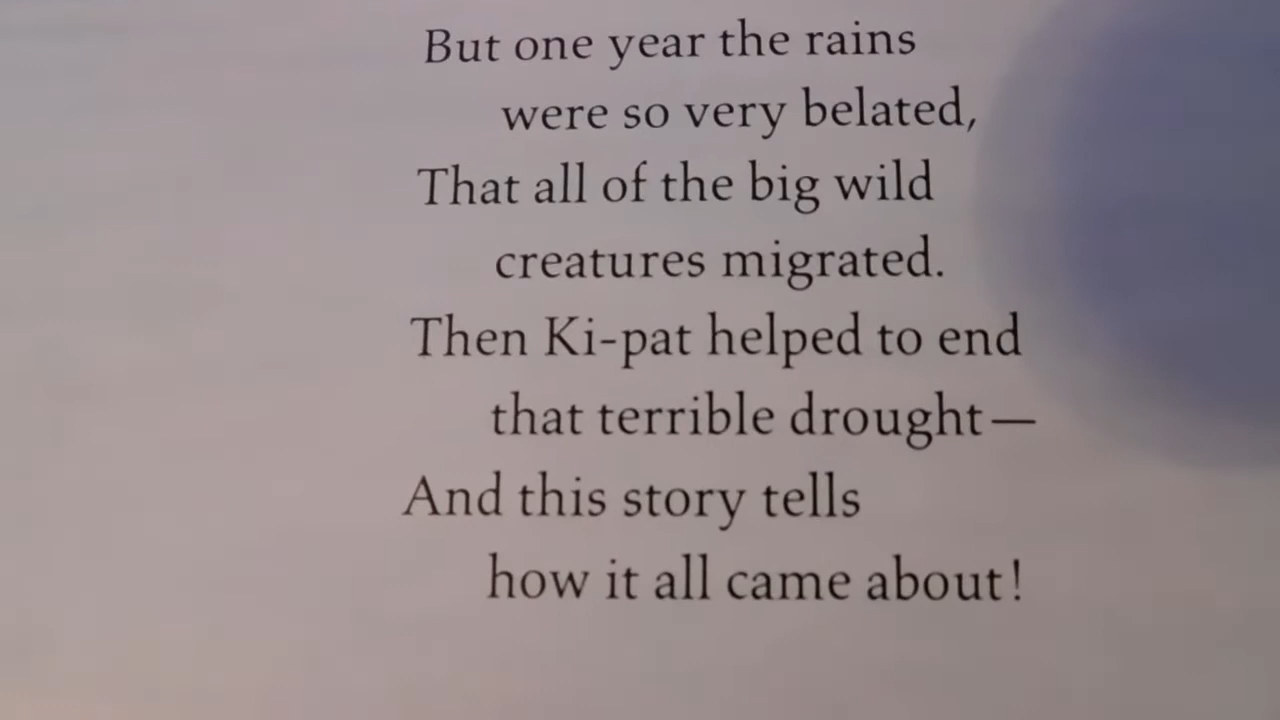 But one year the rains
were so very belated,
That all of the big wild
creatures migrated.
Then Ki-pat helped to end
that terrible drought—
And this story tells
how it all came about!